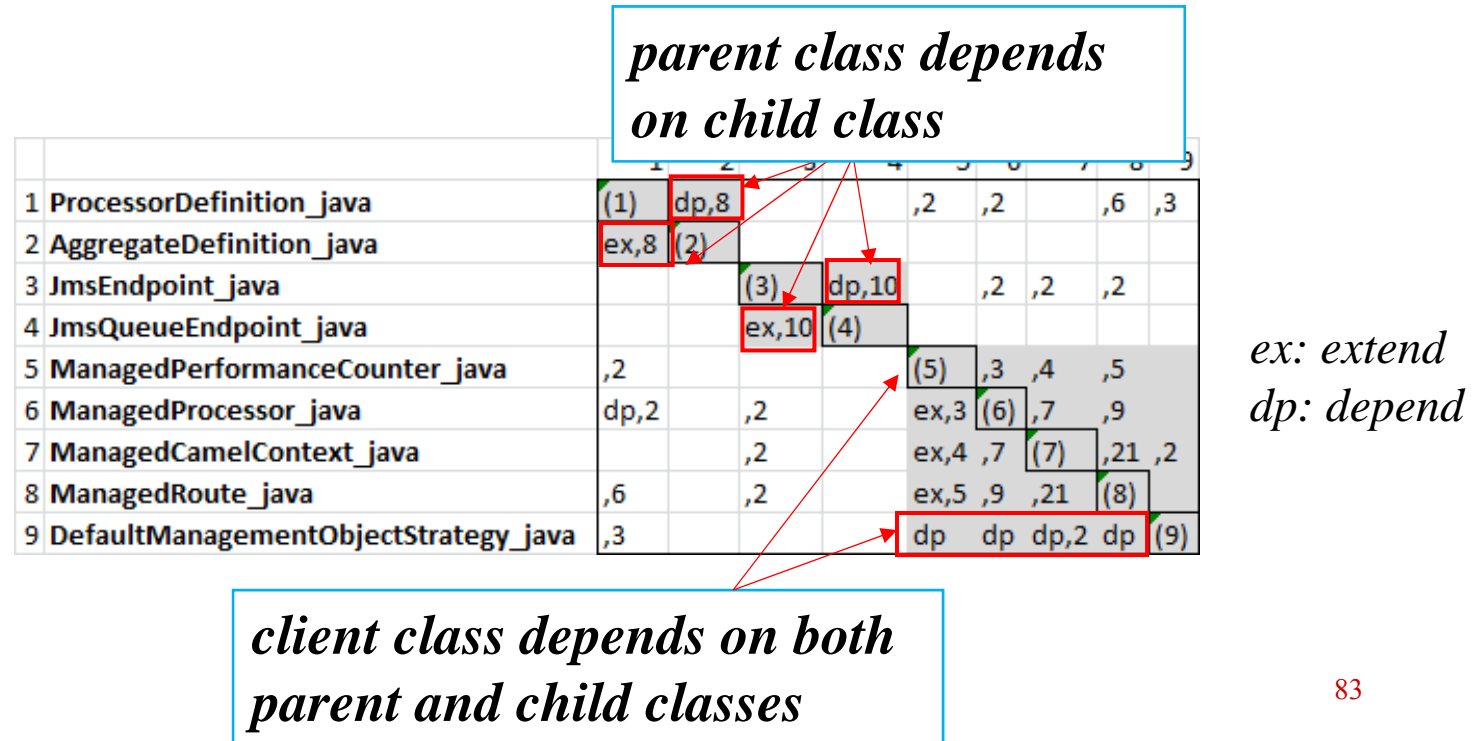 parent class depends
on child class
1 2 3 4 5 6 7 8 9
1 ProcessorDefinition_java (1) dp,8 ,2 ,2 ,6 ,3
2 AggregateDefinition_java ex,8 (2)
3 JmsEndpoint_java (3) dp,10 ,2 ,2 ,2
4 JmsQueueEndpoint_java ex,10 (4)
5 ManagedPerformanceCounter_java ,2 (5) ,3 ,4 ,5
6 ManagedProcessor_java dp,2 ,2 ex,3 (6) ,7 ,9
7 ManagedCamelContext_java ,2 ex,4 ,7 (7) ,21 ,2
8 ManagedRoute_java ,6 ,2 ex,5 ,9 ,21 (8)
9 DefaultManagementObjectStrategy_java ,3 dp dp dp,2 dp (9)
ex: extend
dp: depend
client class depends on both
parent and child classes
83